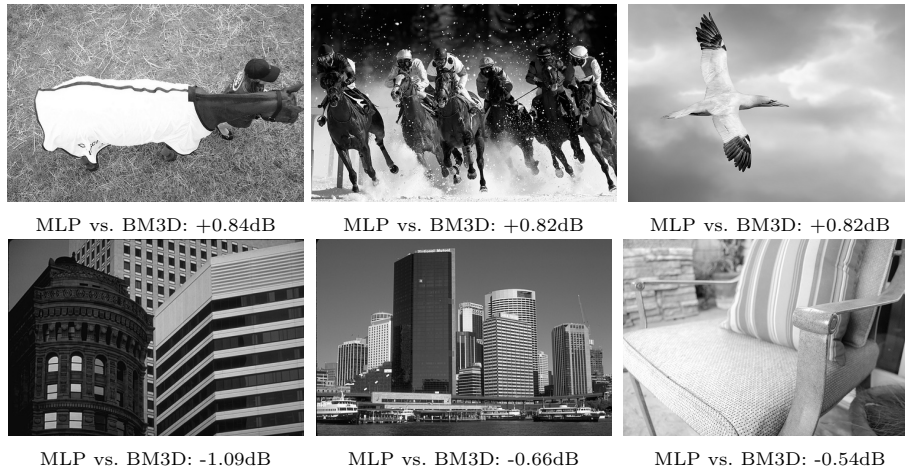 MLP vs. BM3D: +0.84dB
MLP vs. BM3D: +0.82dB
MLP vs. BM3D: +0.82dB
MLP vs. BM3D: -1.09dB
MLP vs. BM3D: -0.66dB
MLP vs. BM3D: -0.54dB